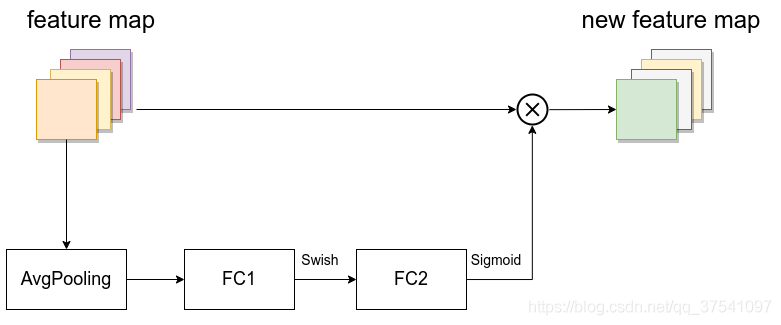 feature map
new feature map
AvgPooling
FC1
Swish
FC2
Sigmoid
https://blog.csdn.net/qq_37541097